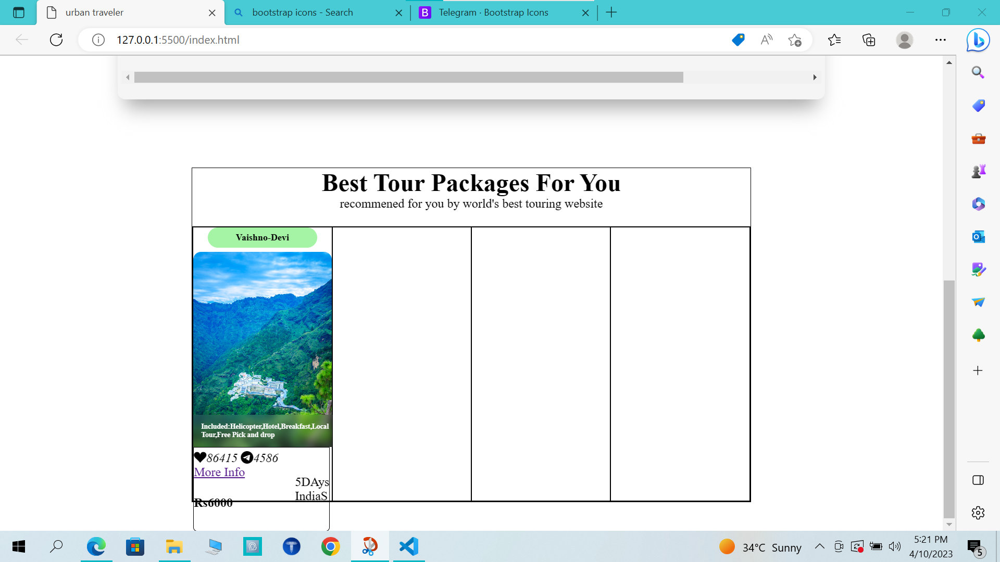 urban traveler
bootstrap icons - Search
B
Telegram · Bootstrap Icons
127.0.0.1:5500/index.html
Best Tour Packages For You
recommened for you by world's best touring website
Vaishno-Devi
Included:Helicopter,Hotel,Breakfast,Local
Tour,Free Pick and drop
86415 4586
More Info
5DAys
IndiaS
Rs6000
34°C Sunny
5:21 PM
4/10/2023
5